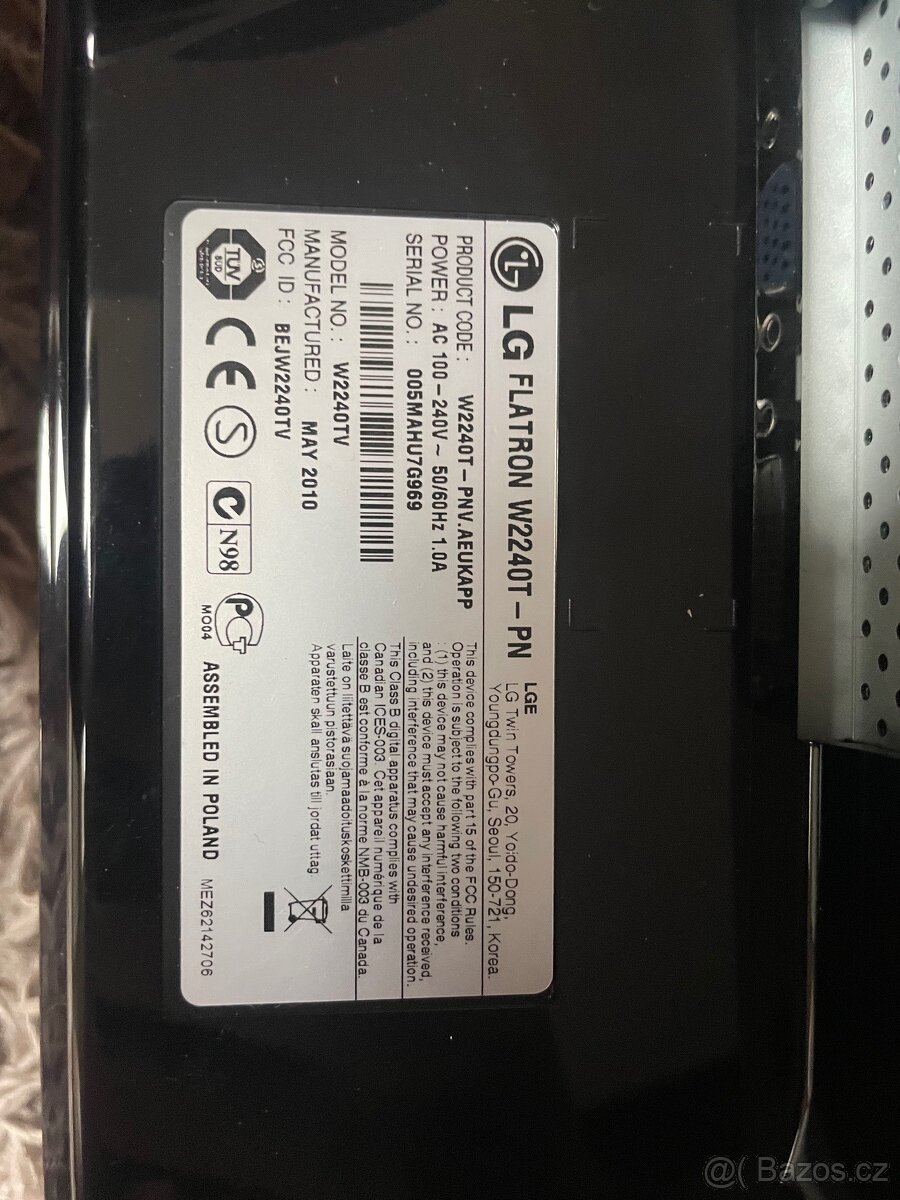 LG FLATRON W2240T-PN
LGE
LG Twin Towers, 20, Yoido-Dong,
Youngdungpo-Gu, Seoul, 150-721, Korea.
PRODUCT CODE : W2240T-PNV.AEUKAPP
POWER : AC 100-240V~ 50/60Hz 1.0A
SERIAL NO. : 005MAHU7G969
MODEL NO. : W2240TV
MANUFACTURED : MAY 2010
FCC ID : BEJW2240TV
This device complies with part 15 of the FCC Rules.
Operation is subject to the following two conditions
: (1) this device may not cause harmful interference,
and (2) this device must accept any interference received,
including interference that may cause undesired operation.
This Class B digital apparatus complies with
Canadian ICES-003. Cet appareil numérique de la
classe B est conforme à la norme NMB-003 du Canada.
Laite on liitettävä suojamaadoituskoskettimilla
varustettuun pistorasiaan.
Apparaten skall anslutas till jordat uttag
TÜV
SÜD
CE
S
N98
PCT
MO04
ASSEMBLED IN POLAND
MEZ62142706
@( Bazos.cz